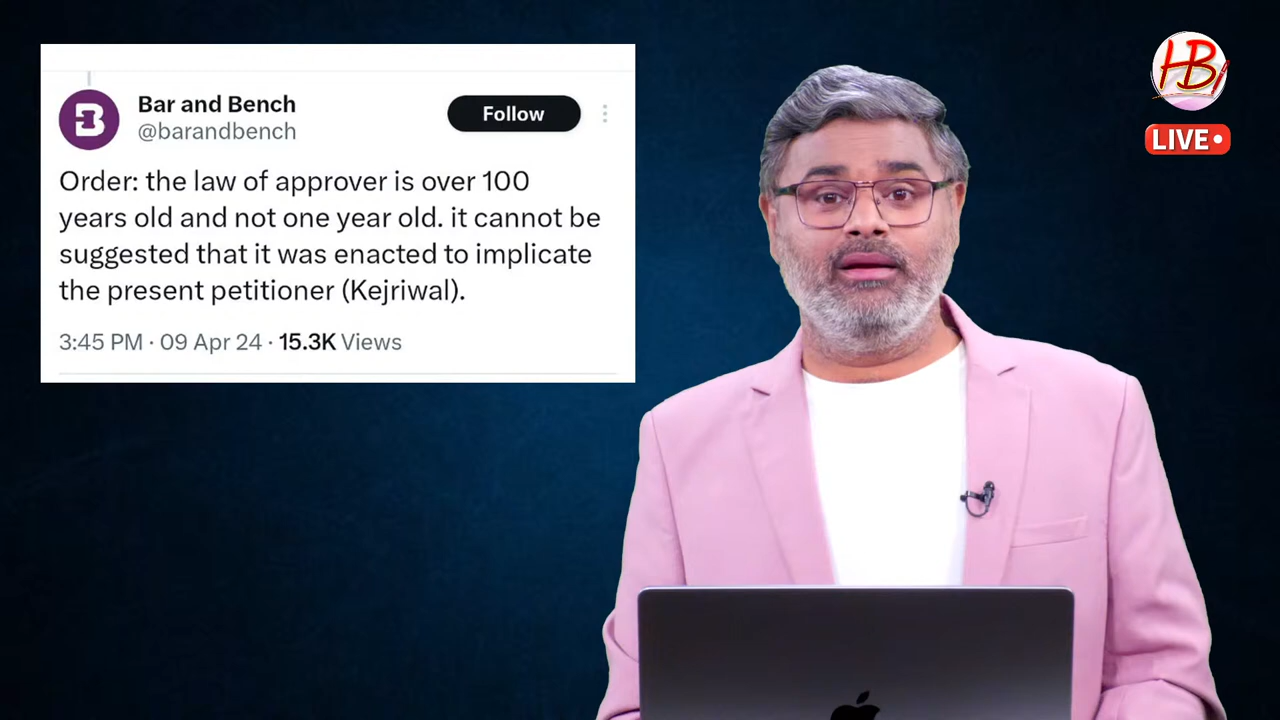 Bar and Bench
@barandbench
Follow
Order: the law of approver is over 100
years old and not one year old. it cannot be
suggested that it was enacted to implicate
the present petitioner (Kejriwal).
3:45 PM · 09 Apr 24 · 15.3K Views
HB
LIVE